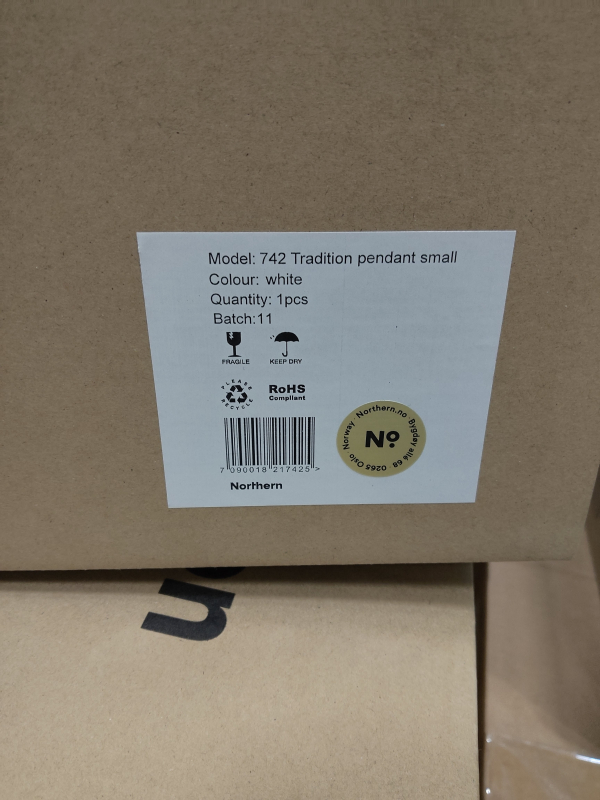 Model: 742 Tradition pendant small
Colour: white
Quantity: 1pcs
Batch:11
FRAGILE
KEEP DRY
PLEASE RECYCLE
RoHS
Compliant
7 090018 217425 >
Northern
Northern.no Bygdøy allé 68 0265 Oslo Norway
Nº